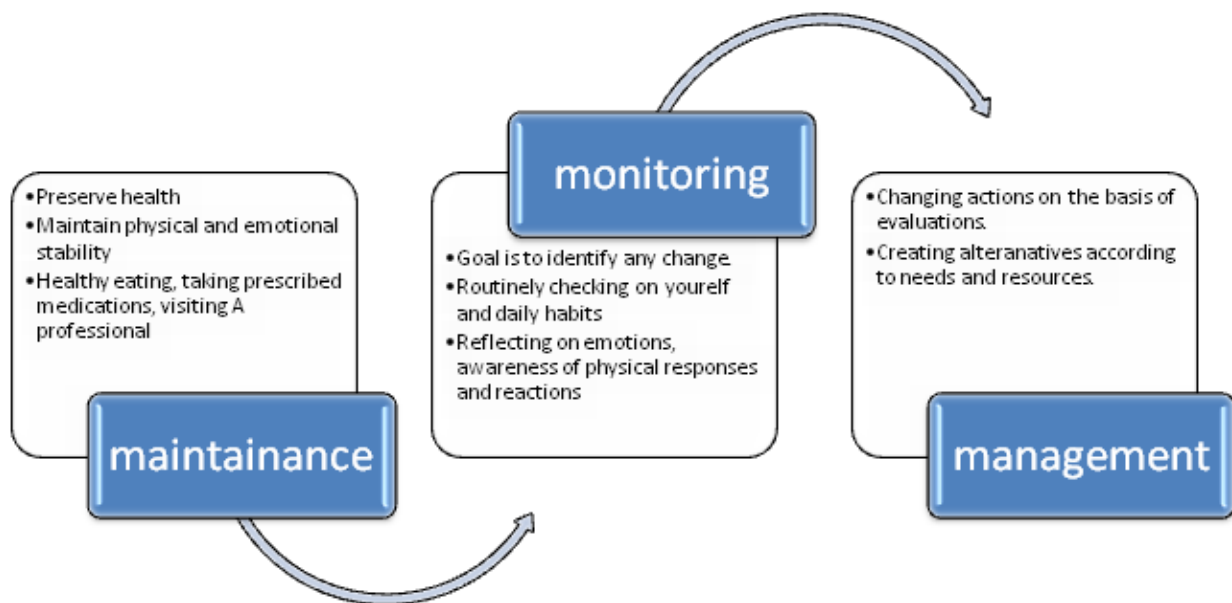 •Preserve health
•Maintain physical and emotional
stability
•Healthy eating, taking prescribed
medications, visiting A
professional
maintainance
monitoring
•Goal is to identify any change.
•Routinely checking on yourelf
and daily habits
•Reflecting on emotions,
awareness of physical responses
and reactions
•Changing actions on the basis of
evaluations.
•Creating alteranatives according
to needs and resources.
management